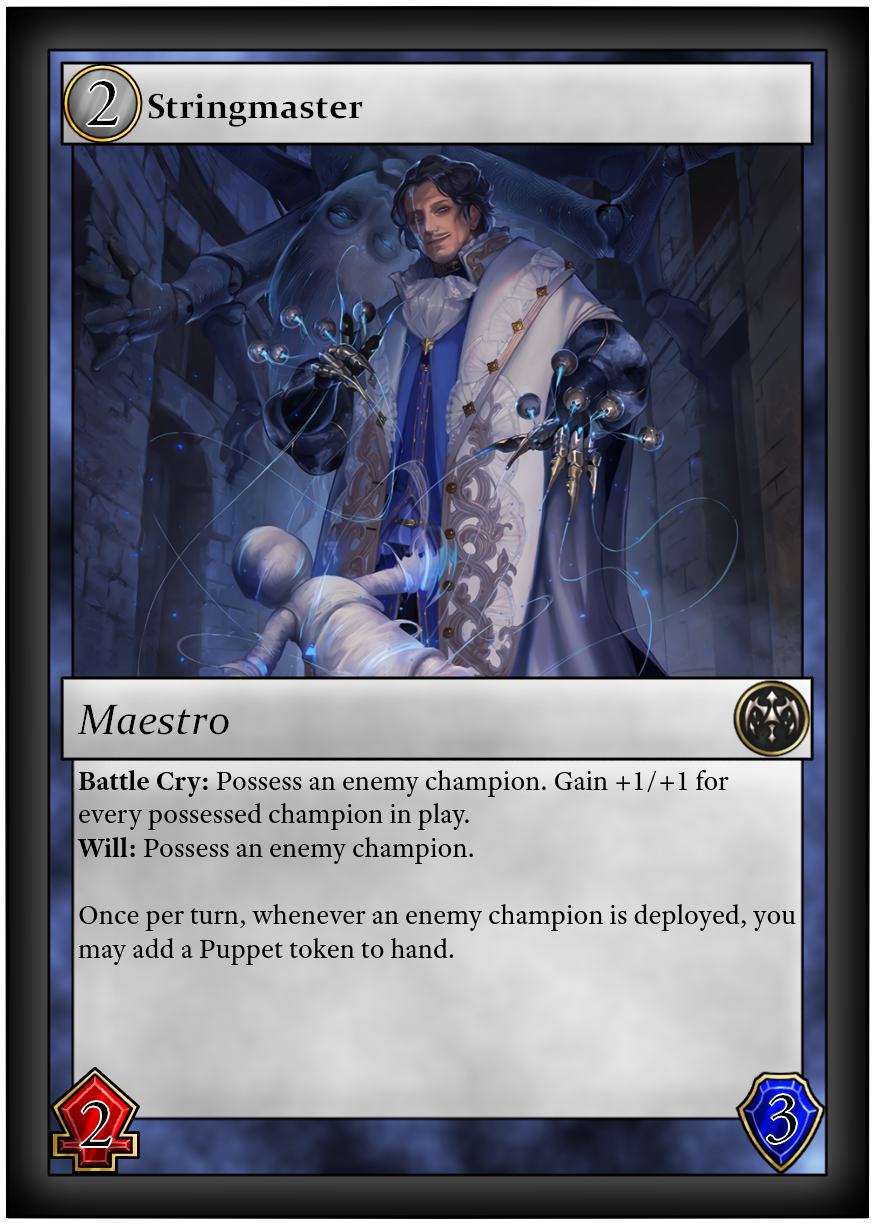 2 Stringmaster
Maestro
Battle Cry: Possess an enemy champion. Gain +1/+1 for
every possessed champion in play.
Will: Possess an enemy champion.
Once per turn, whenever an enemy champion is deployed, you
may add a Puppet token to hand.
2 3